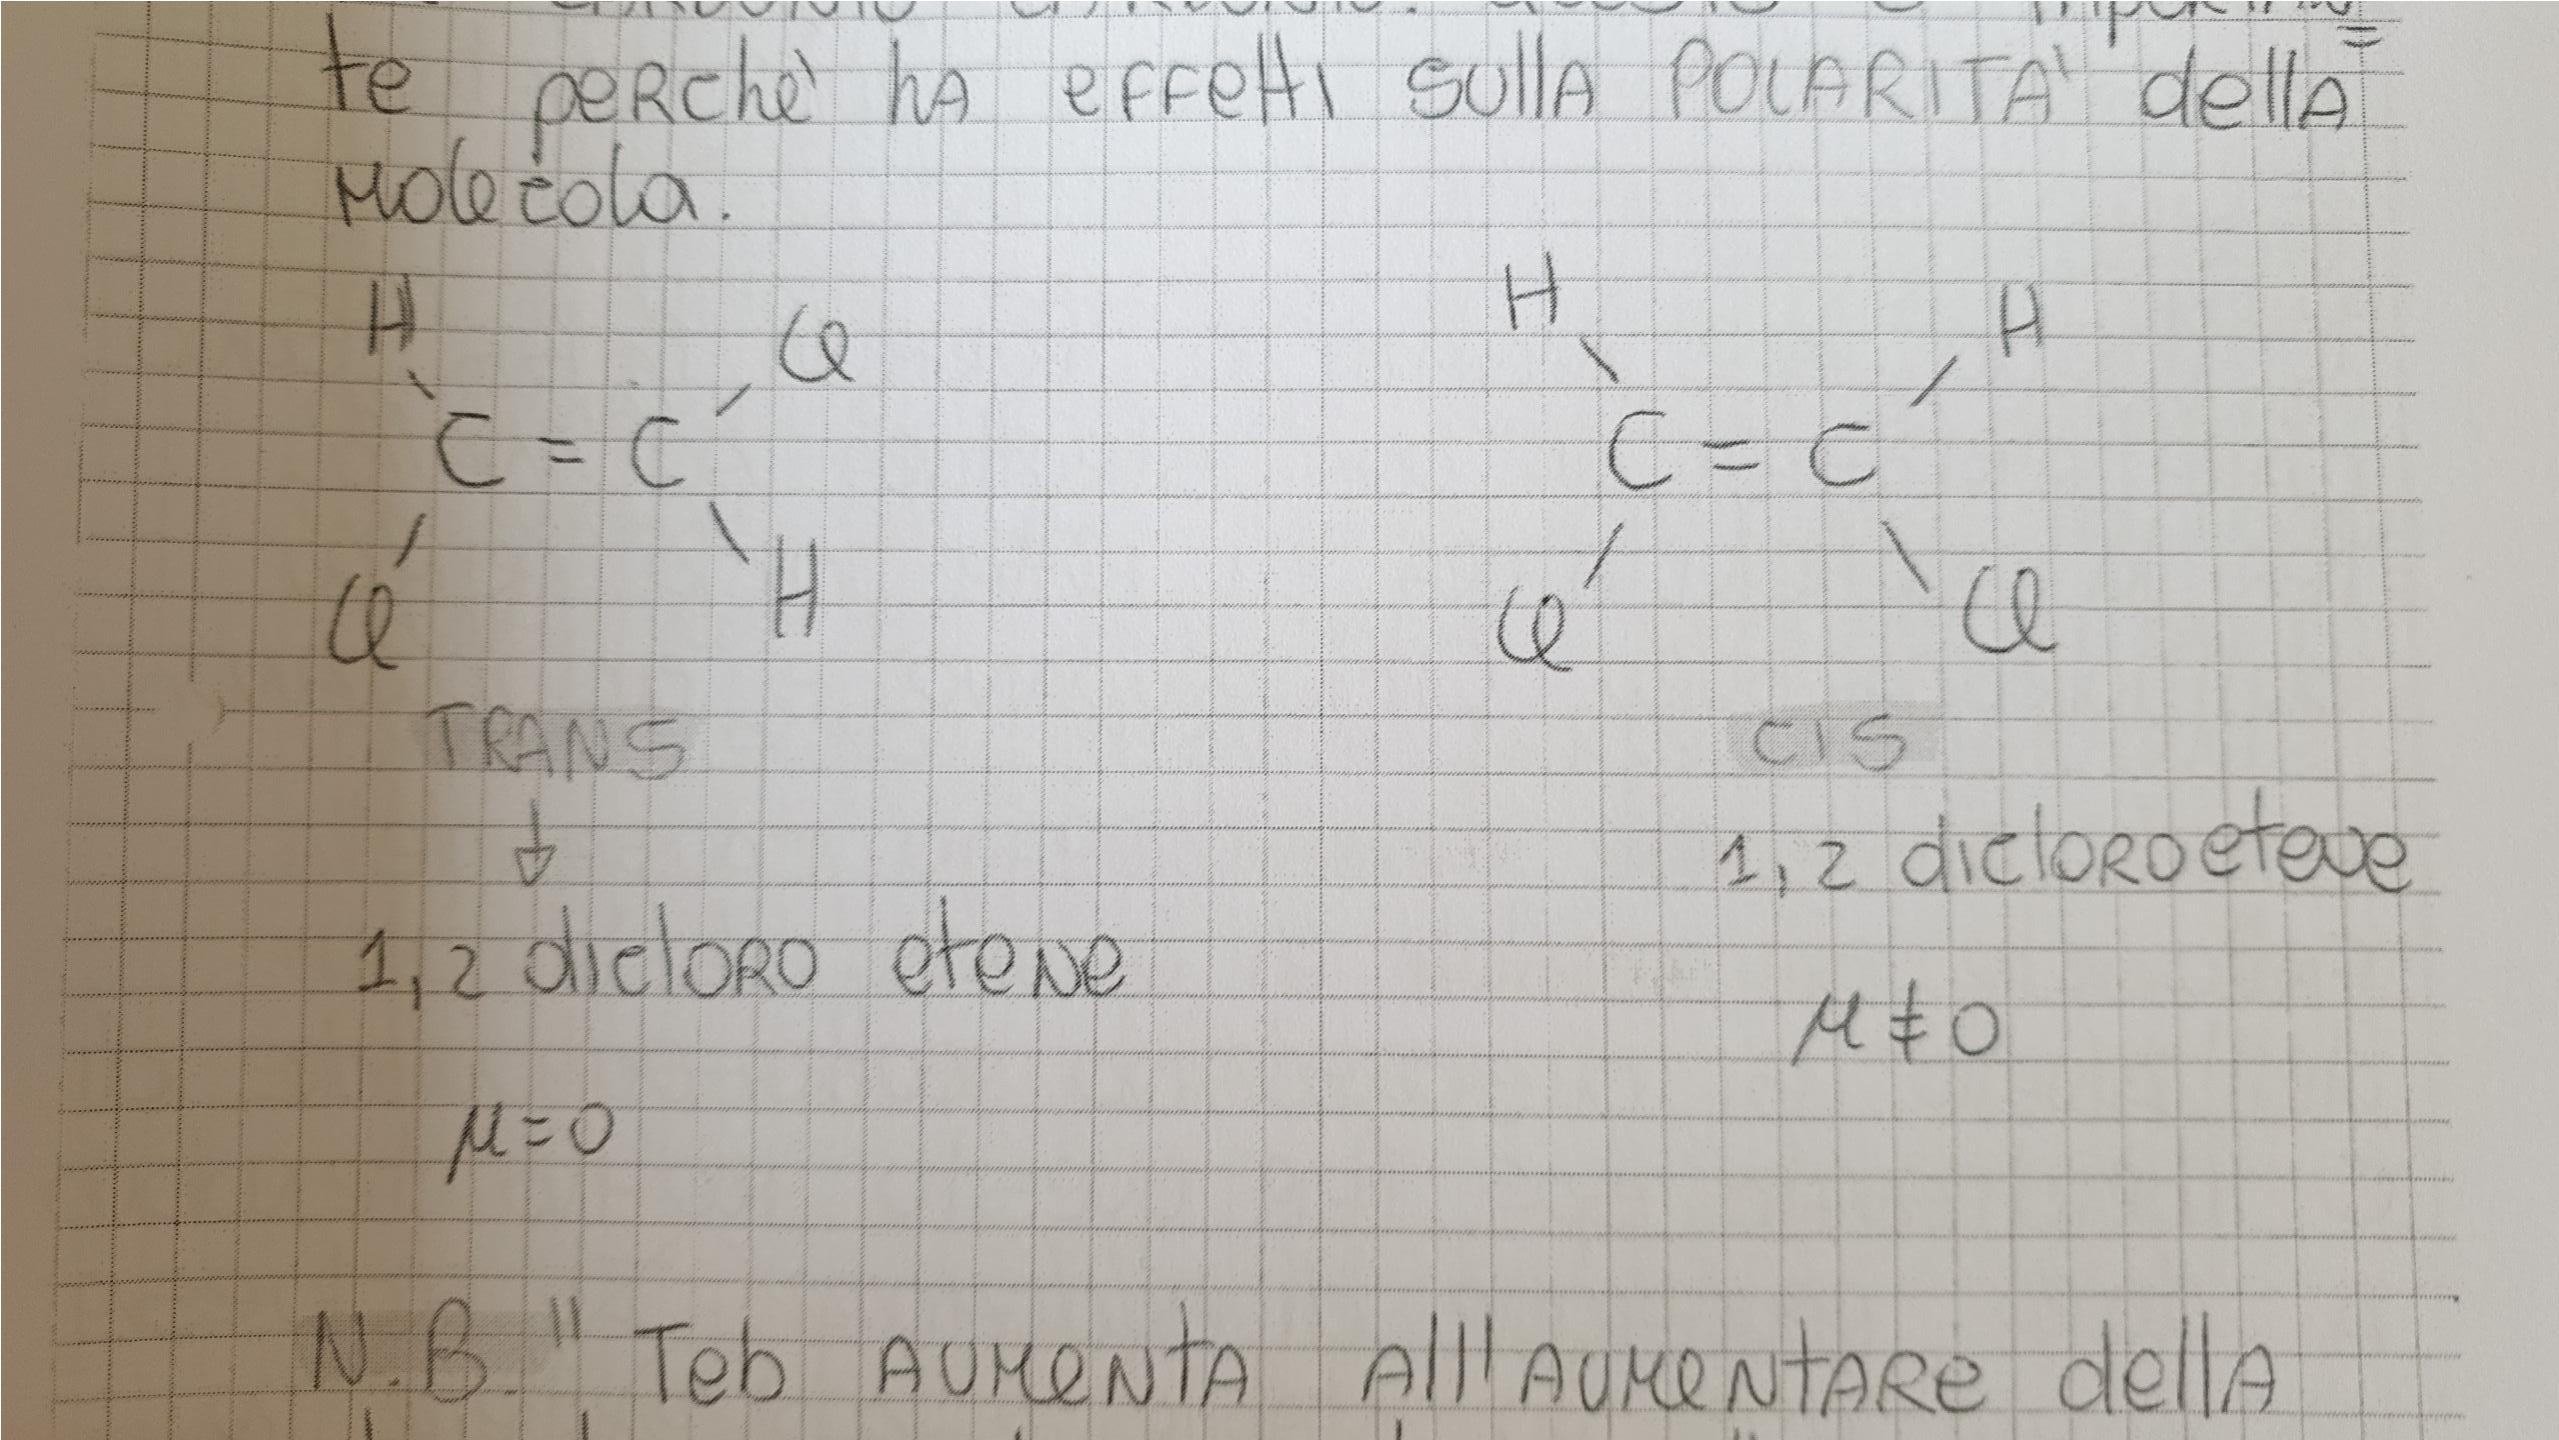 te perchè ha effetti sulla POLARITA' della
molecola.
H Cl H H
C = C C = C
Cl H Cl Cl
TRANS CIS
1,2 dicloroetene
1,2 dicloro etene
μ ≠ 0
μ = 0
N.B. " Teb aumenta all'aumentare della